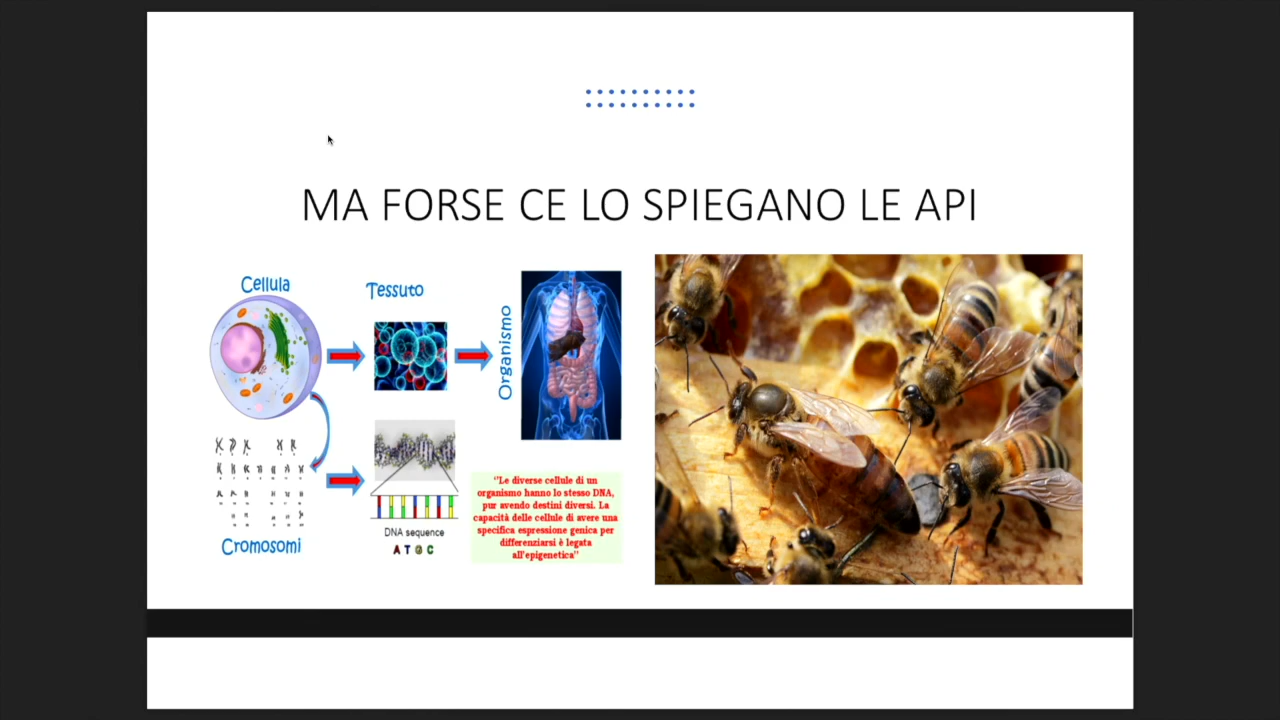 MA FORSE CE LO SPIEGANO LE API
Cellula
Tessuto
Organismo
Cromosomi
DNA sequence
A T G C
‘’Le diverse cellule di un
organismo hanno lo stesso DNA,
pur avendo destini diversi. La
capacità delle cellule di avere una
specifica espressione genica per
differenziarsi è legata
all’epigenetica’’